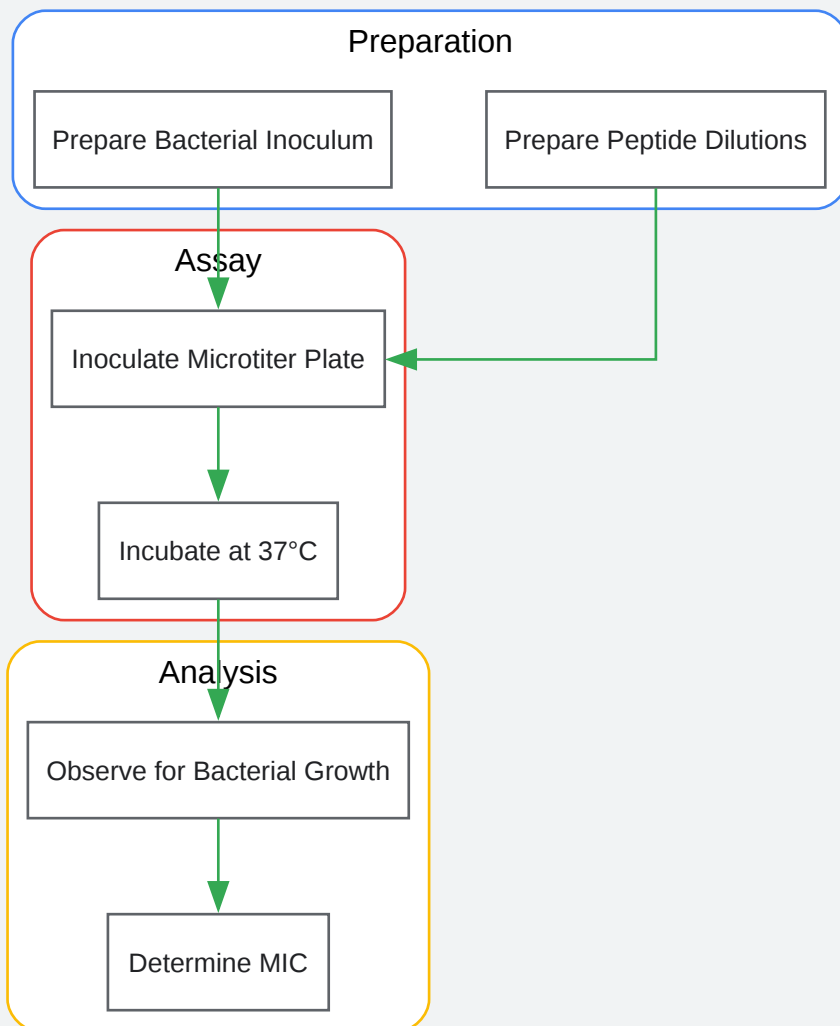 Preparation
Prepare Bacterial Inoculum
Prepare Peptide Dilutions
Assay
Inoculate Microtiter Plate
Incubate at 37°C
Analysis
Observe for Bacterial Growth
Determine MIC